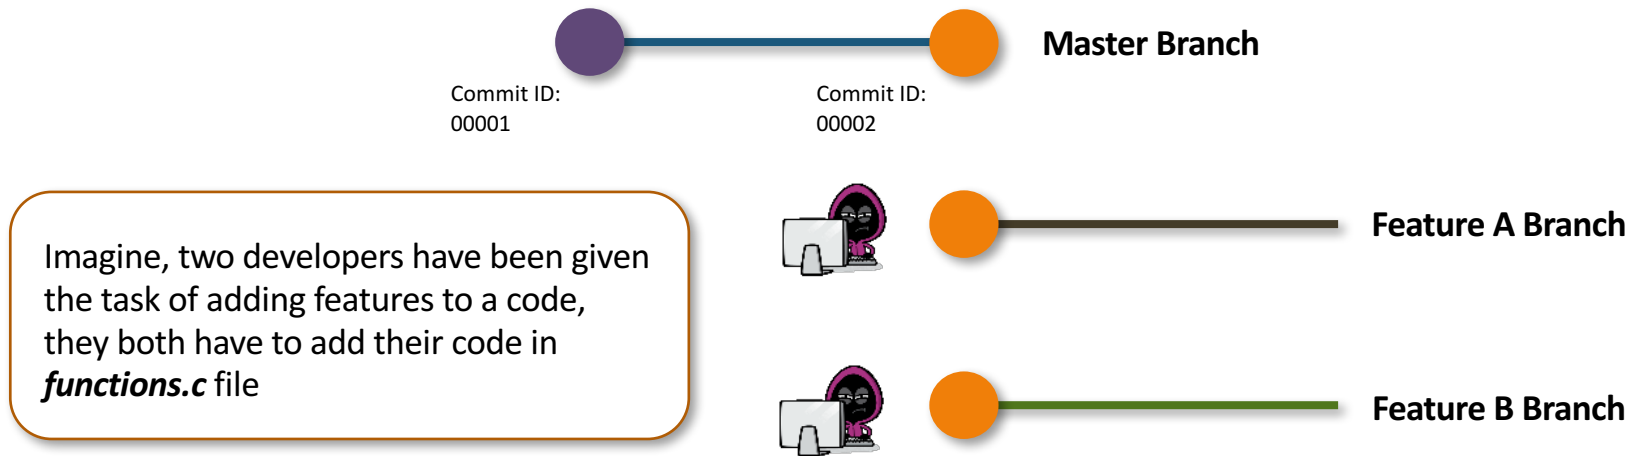 Master Branch
Commit ID:
00001
Commit ID:
00002
Imagine, two developers have been given
the task of adding features to a code,
they both have to add their code in
functions.c file
Feature A Branch
Feature B Branch